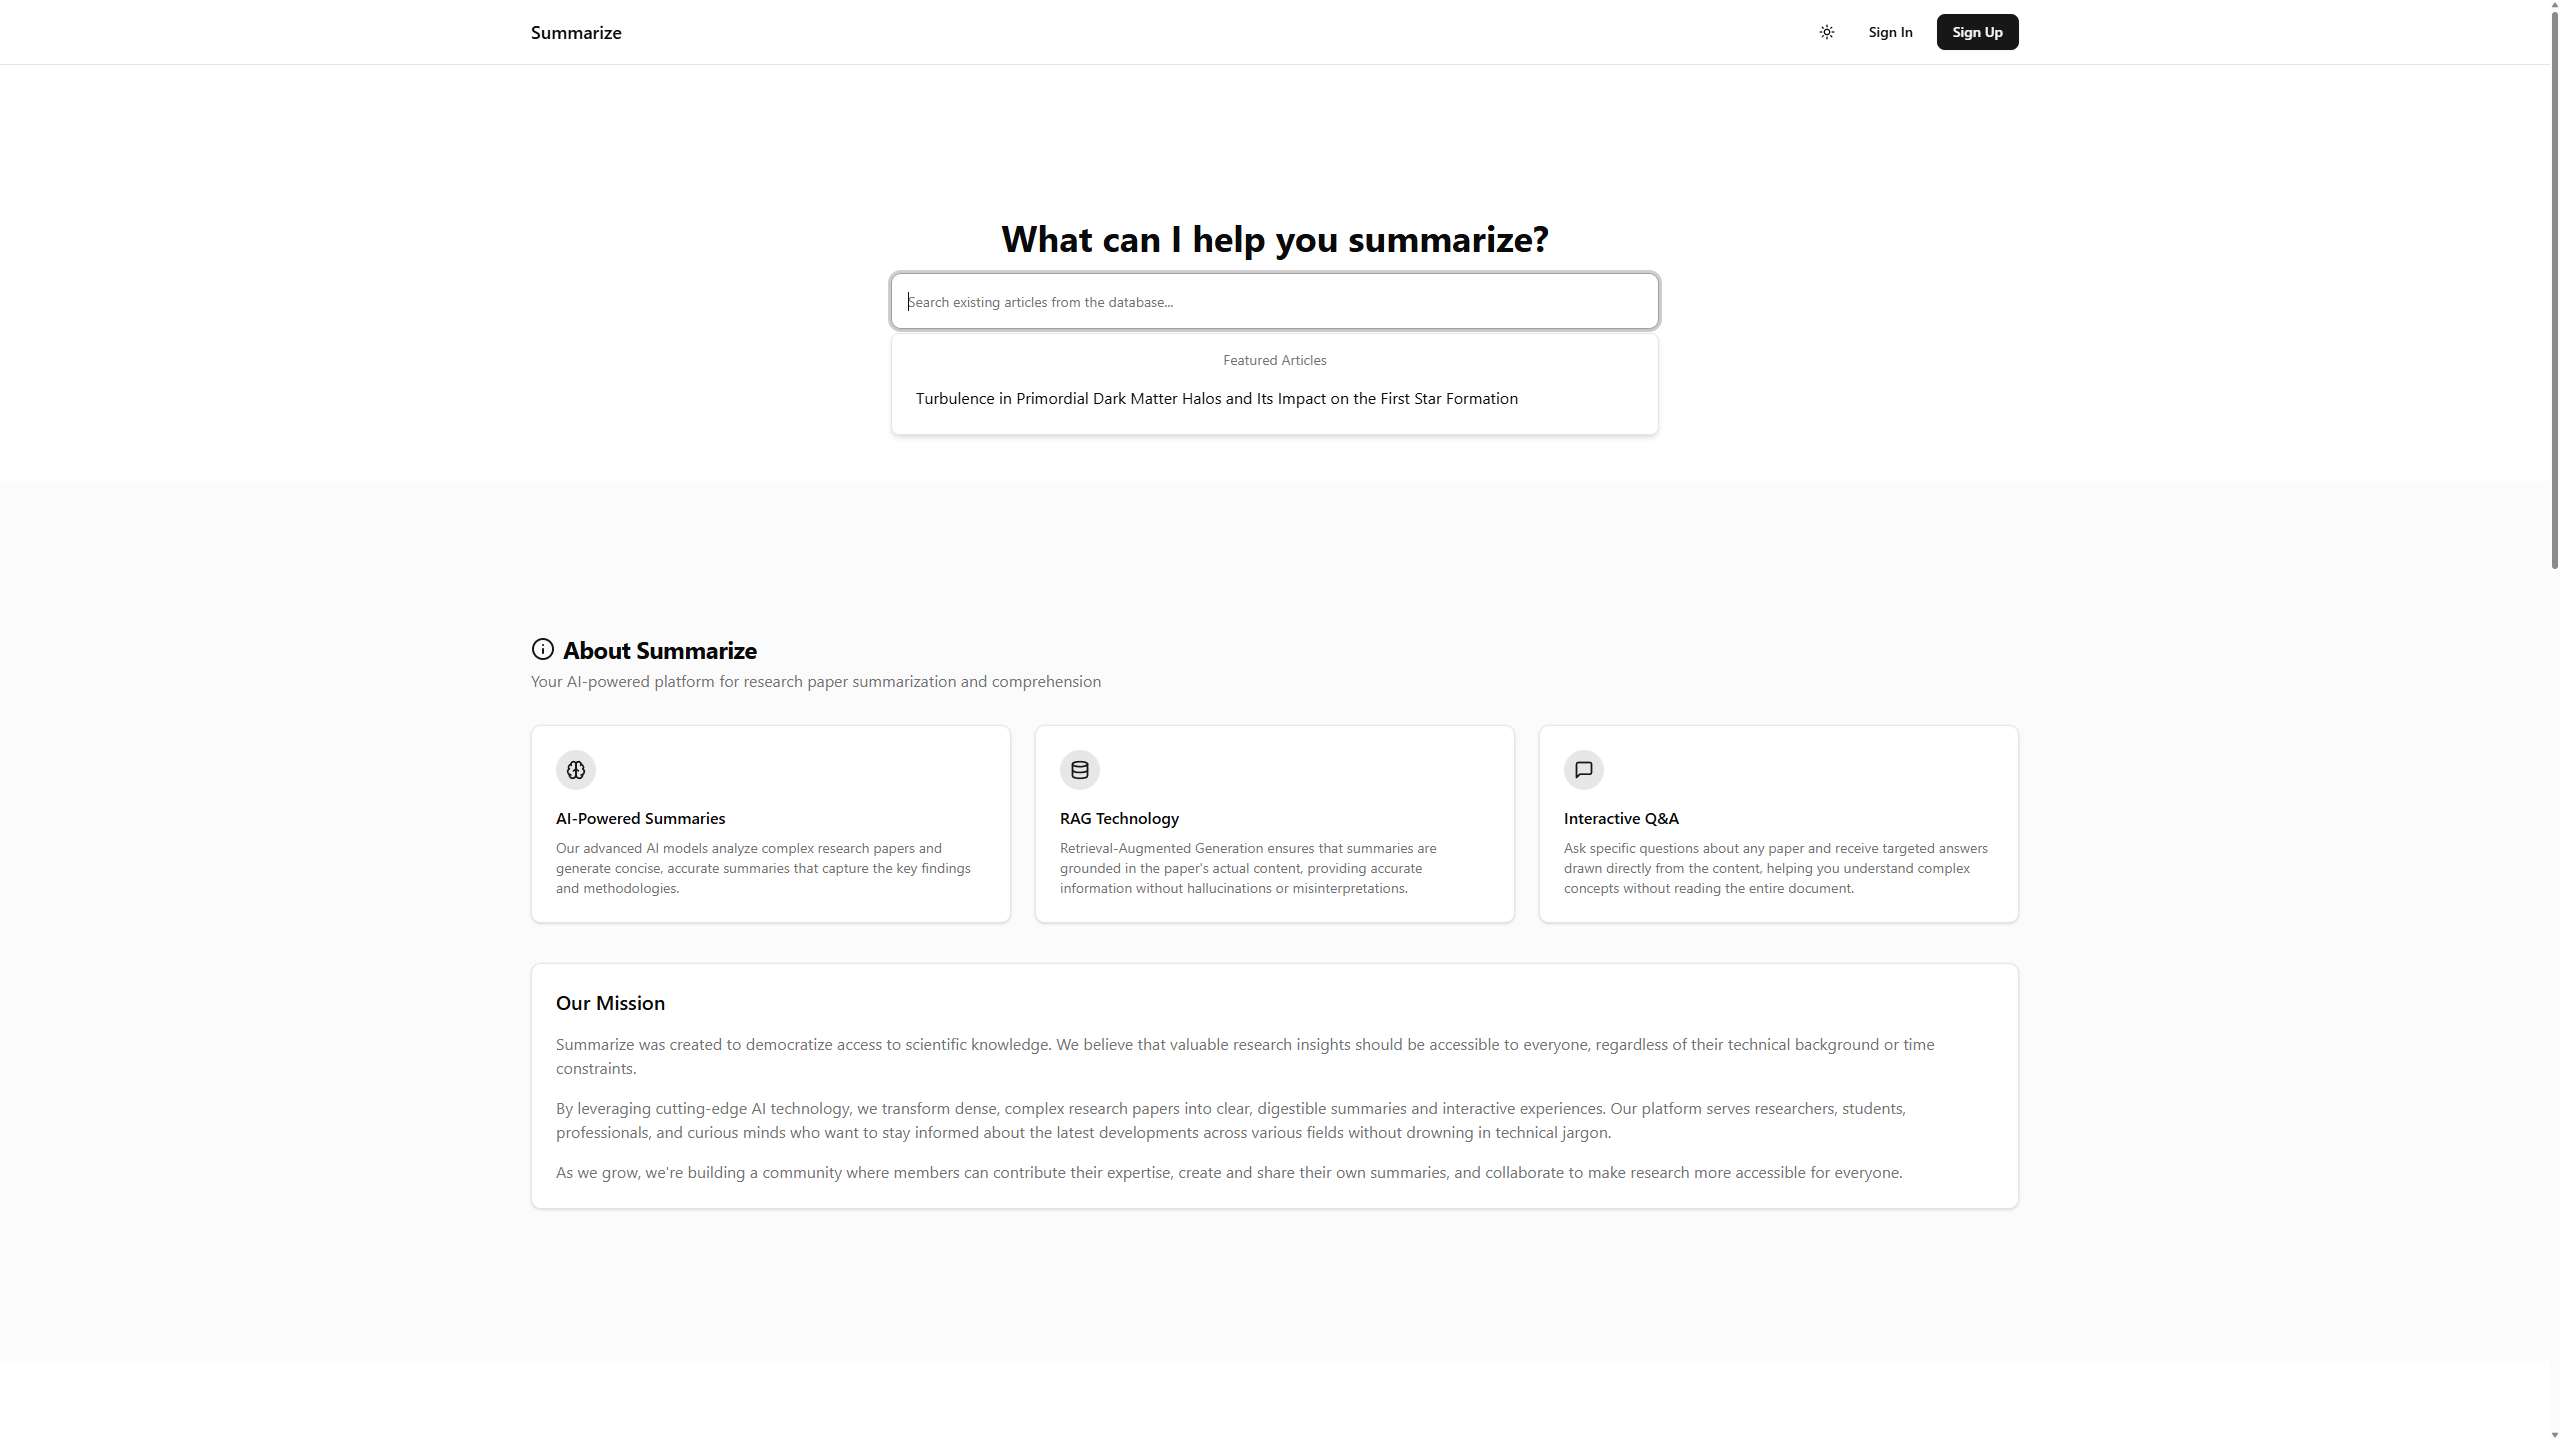 Summarize
Sign In
Sign Up
What can I help you summarize?
Search existing articles from the database...
Featured Articles
Turbulence in Primordial Dark Matter Halos and Its Impact on the First Star Formation
About Summarize
Your AI-powered platform for research paper summarization and comprehension
AI-Powered Summaries
Our advanced AI models analyze complex research papers and
generate concise, accurate summaries that capture the key findings
and methodologies.
RAG Technology
Retrieval-Augmented Generation ensures that summaries are
grounded in the paper's actual content, providing accurate
information without hallucinations or misinterpretations.
Interactive Q&A
Ask specific questions about any paper and receive targeted answers
drawn directly from the content, helping you understand complex
concepts without reading the entire document.
Our Mission
Summarize was created to democratize access to scientific knowledge. We believe that valuable research insights should be accessible to everyone, regardless of their technical background or time
constraints.
By leveraging cutting-edge AI technology, we transform dense, complex research papers into clear, digestible summaries and interactive experiences. Our platform serves researchers, students,
professionals, and curious minds who want to stay informed about the latest developments across various fields without drowning in technical jargon.
As we grow, we're building a community where members can contribute their expertise, create and share their own summaries, and collaborate to make research more accessible for everyone.